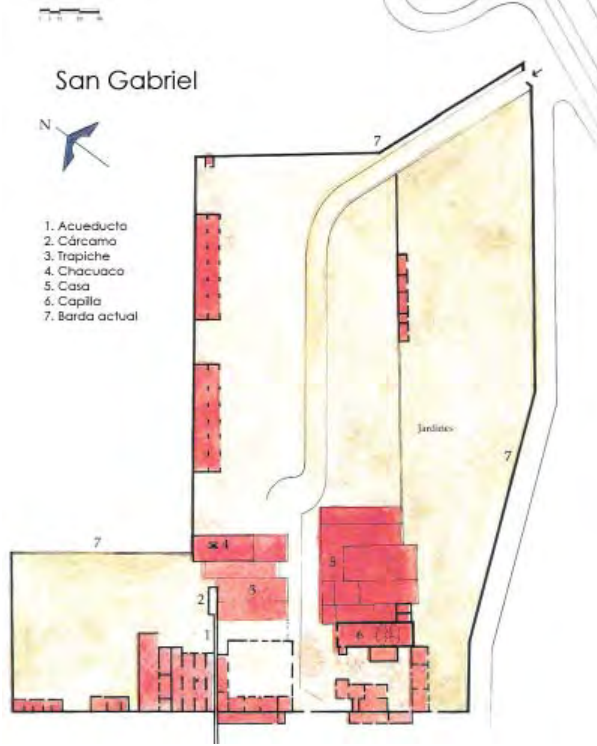 San Gabriel
N
1. Acueducto
2. Cárcamo
3. Trapiche
4. Chacuaco
5. Casa
6. Capilla
7. Barda actual
7
Jardines
7
4
5
7
3
2
1
6